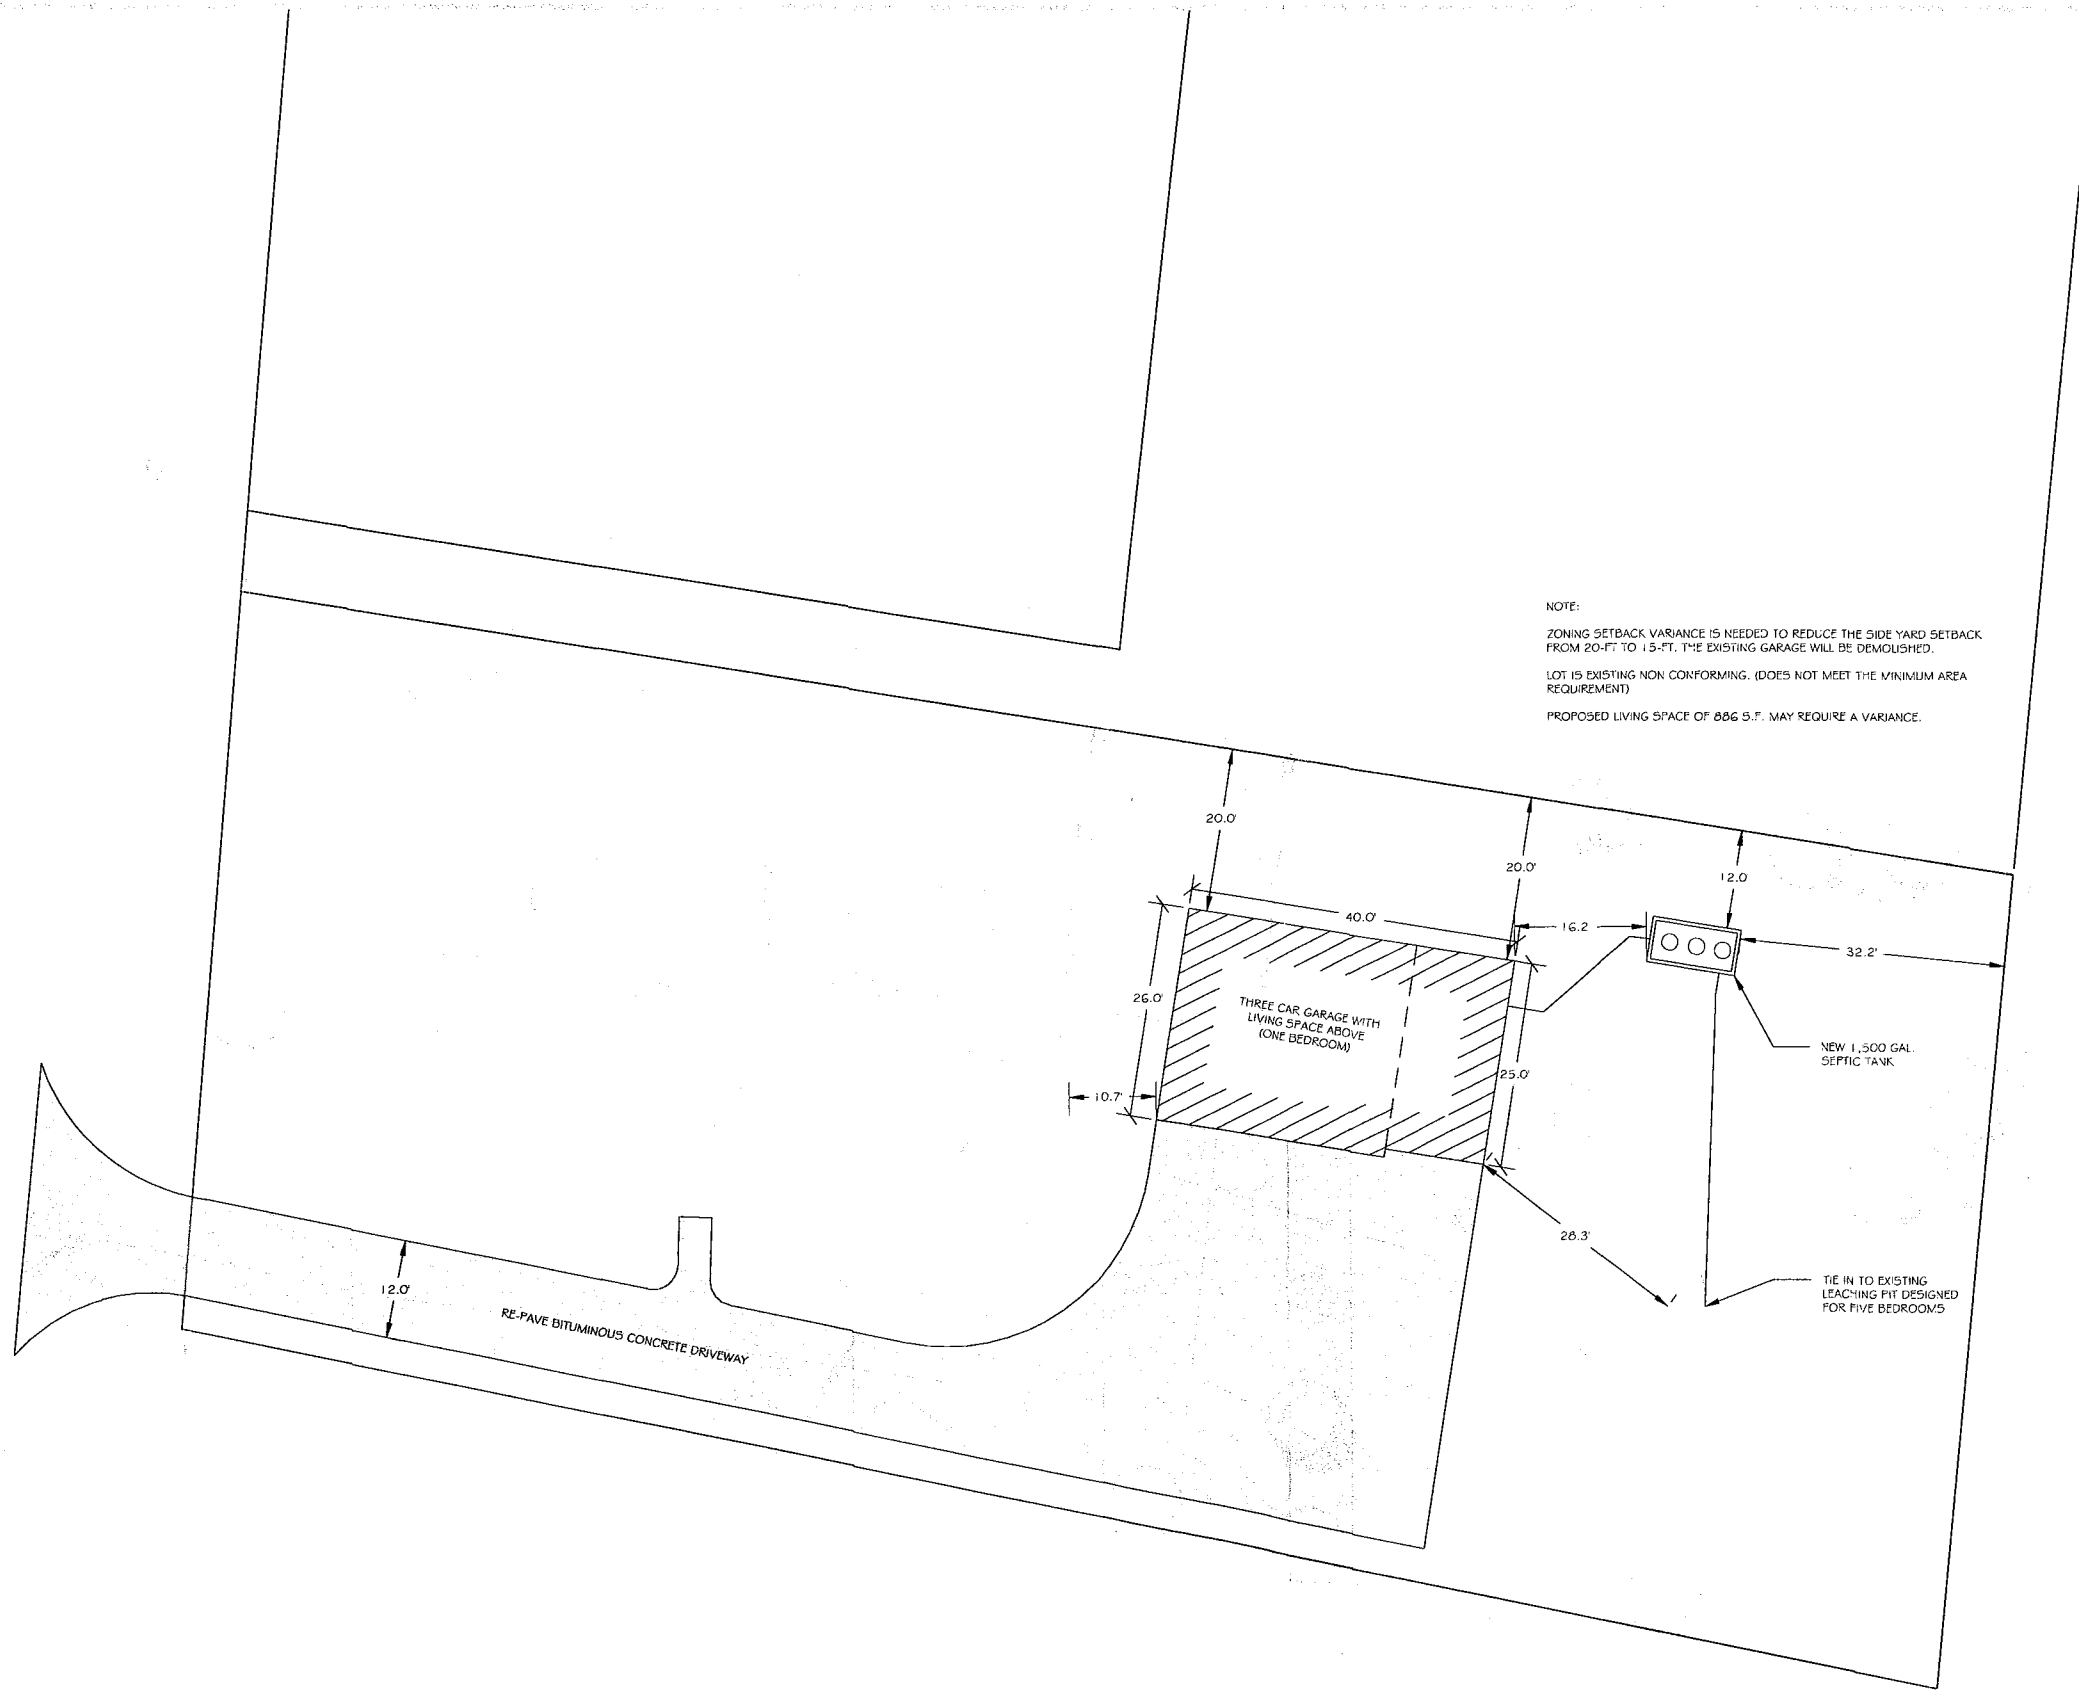 NOTE:
ZONING SETBACK VARIANCE IS NEEDED TO REDUCE THE SIDE YARD SETBACK
FROM 20-FT TO 15-FT. THE EXISTING GARAGE WILL BE DEMOLISHED.
LOT IS EXISTING NON CONFORMING. (DOES NOT MEET THE MINIMUM AREA
REQUIREMENT)
PROPOSED LIVING SPACE OF 886 S.F. MAY REQUIRE A VARIANCE.
20.0'
20.0'
12.0
40.0'
16.2
32.2'
26.0'
THREE CAR GARAGE WITH
LIVING SPACE ABOVE
(ONE BEDROOM)
25.0'
10.7'
NEW 1,500 GAL.
SEPTIC TANK
28.3'
TIE IN TO EXISTING
LEACHING PIT DESIGNED
FOR FIVE BEDROOMS
12.0'
RE-PAVE BITUMINOUS CONCRETE DRIVEWAY